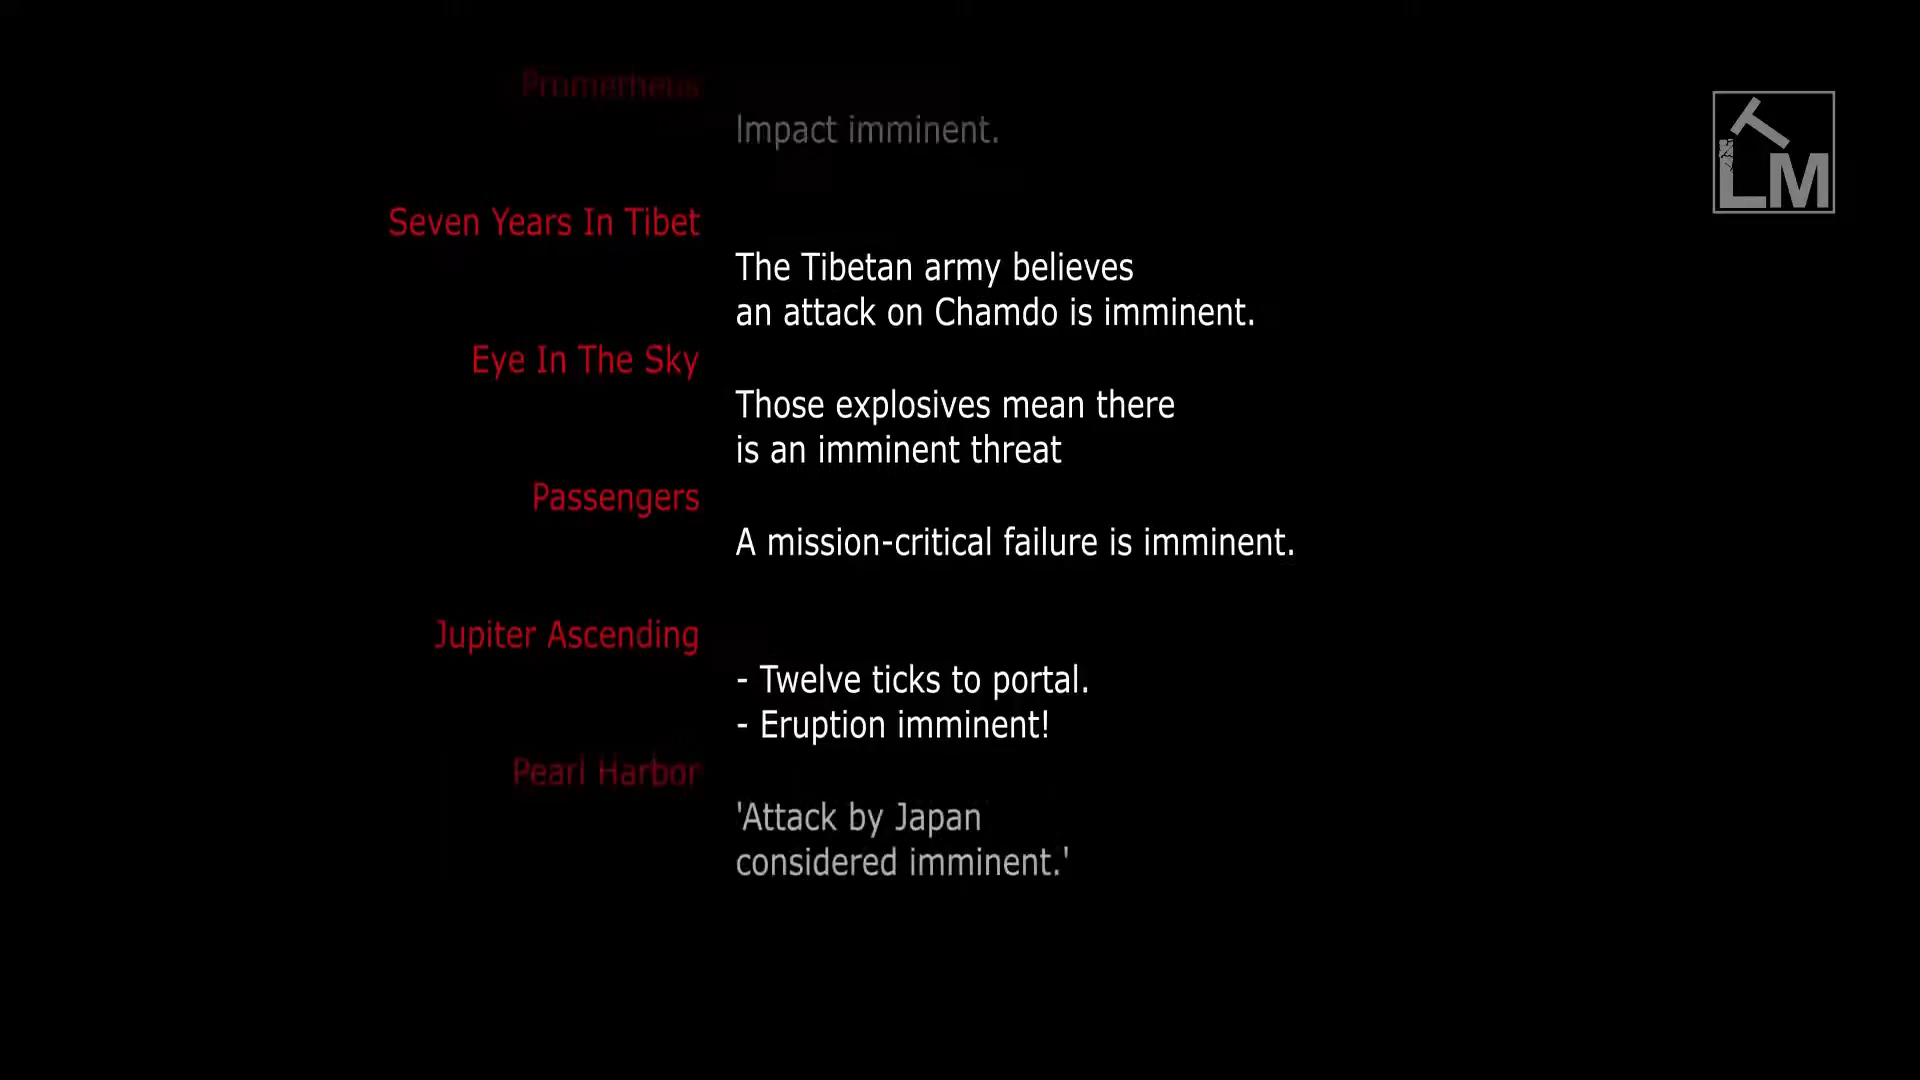 Prometheus
Impact imminent.
Seven Years In Tibet
The Tibetan army believes
an attack on Chamdo is imminent.
Eye In The Sky
Those explosives mean there
is an imminent threat
Passengers
A mission-critical failure is imminent.
Jupiter Ascending
- Twelve ticks to portal.
- Eruption imminent!
Pearl Harbor
'Attack by Japan
considered imminent.'
LTM